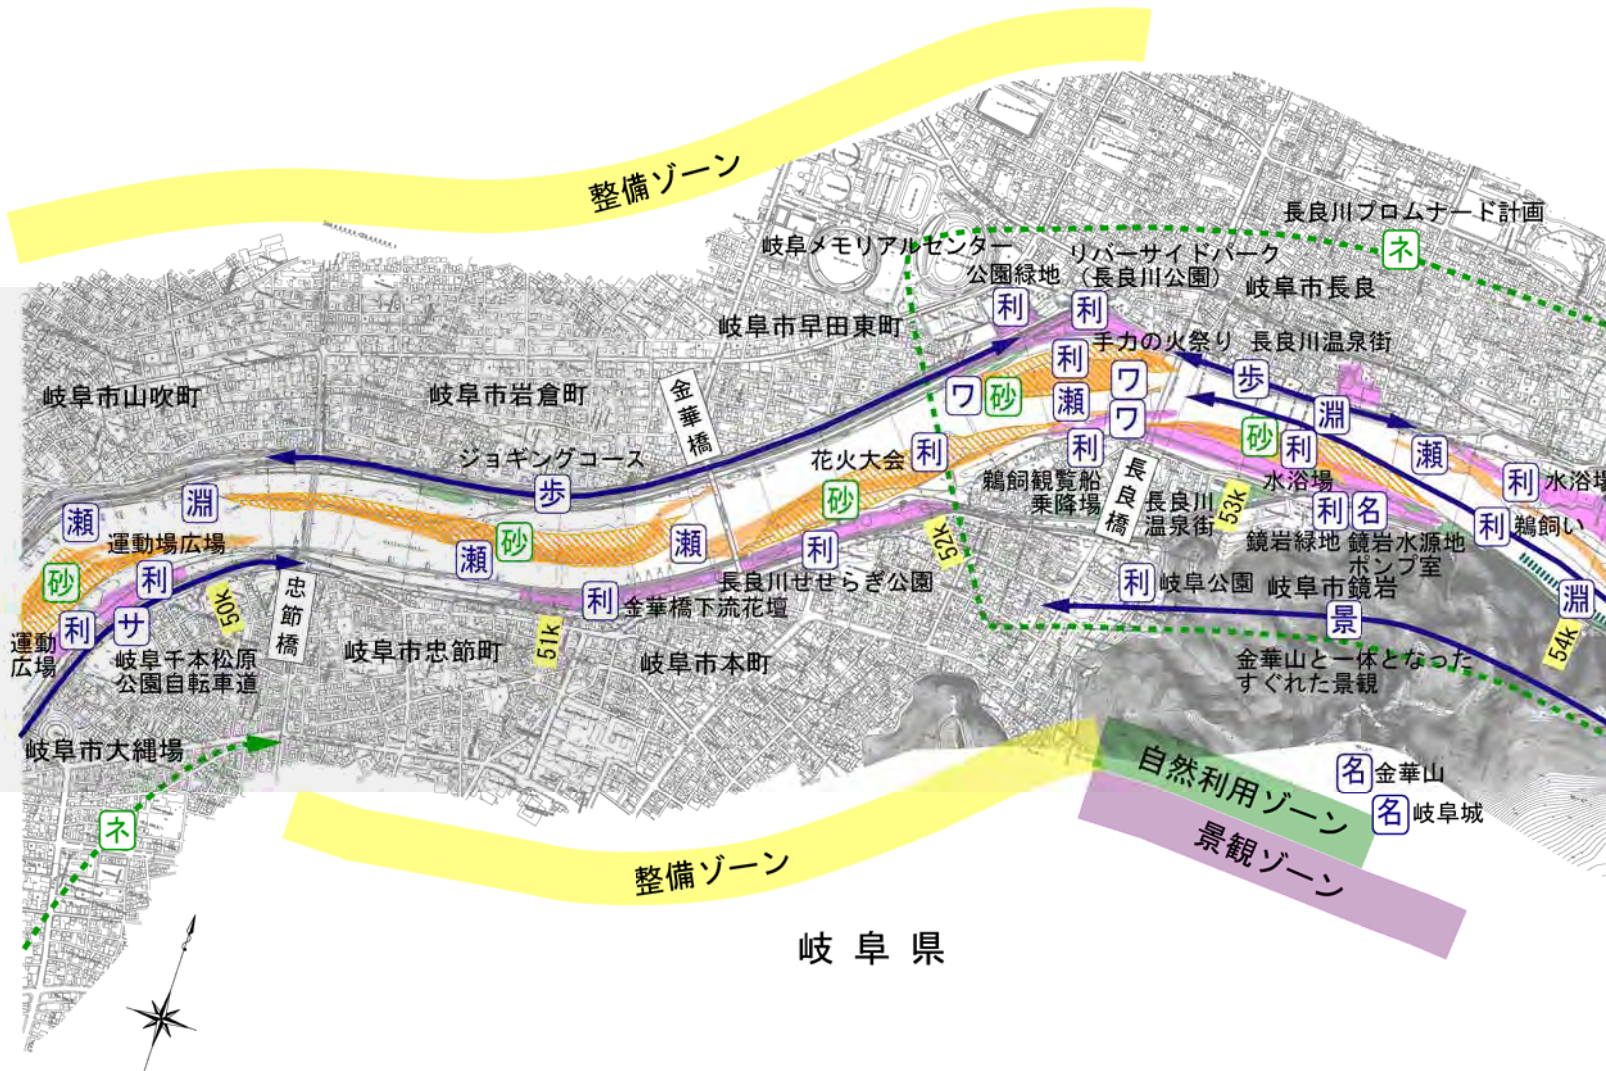 整備ゾーン
長良川プロムナード計画
ネ
岐阜メモリアルセンター
リバーサイドパーク
(長良川公園)
公園緑地
岐阜市長良
利
利
岐阜市早田東町
手力の火祭り
長良川温泉街
利
ワ
歩
岐阜市山吹町
岐阜市岩倉町
金華橋
ワ
砂
瀬
ワ
淵
ジョギングコース
花火大会
利
利
砂
利
瀬
歩
鵜飼観覧船
乗降場
長良橋
長良川
温泉街
水浴場
利
水浴場
瀬
淵
砂
53k
利
名
利
鵜飼い
運動場広場
瀬
砂
瀬
利
52k
鏡岩緑地
鏡岩水源地
ポンプ室
砂
利
長良川せせらぎ公園
利
岐阜公園
岐阜市鏡岩
淵
利
サ
50k
忠節橋
利
金華橋下流花壇
景
54k
運動
広場
岐阜千本松原
公園自転車道
岐阜市忠節町
51k
岐阜市本町
金華山と一体となった
すぐれた景観
岐阜市大縄場
自然利用ゾーン
名
金華山
ネ
名
岐阜城
整備ゾーン
景観ゾーン
岐阜県